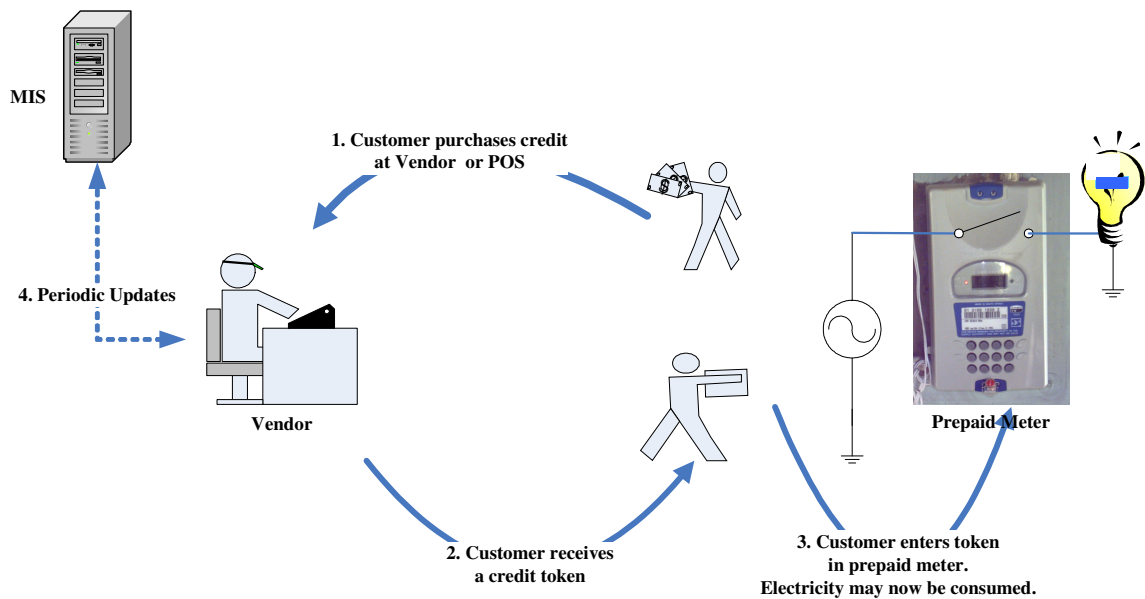 MIS
1. Customer purchases credit
at Vendor or POS
4. Periodic Updates
Vendor
Prepaid Meter
2. Customer receives
a credit token
3. Customer enters token
in prepaid meter.
Electricity may now be consumed.